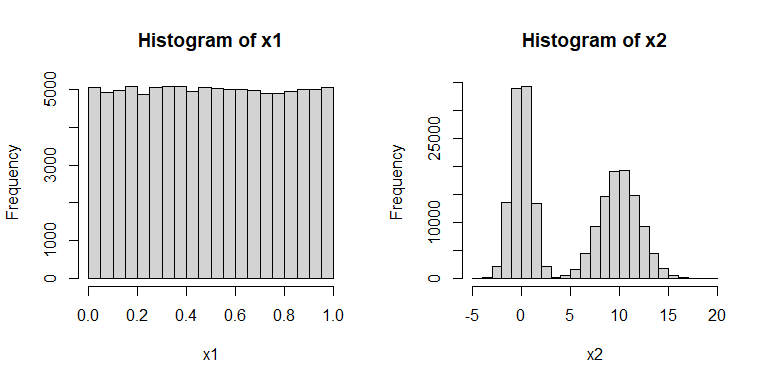 Histogram of x1
Frequency
5000
3000
1000
0
0.0 0.2 0.4 0.6 0.8 1.0
x1
Histogram of x2
Frequency
25000
10000
0
-5 0 5 10 15 20
x2